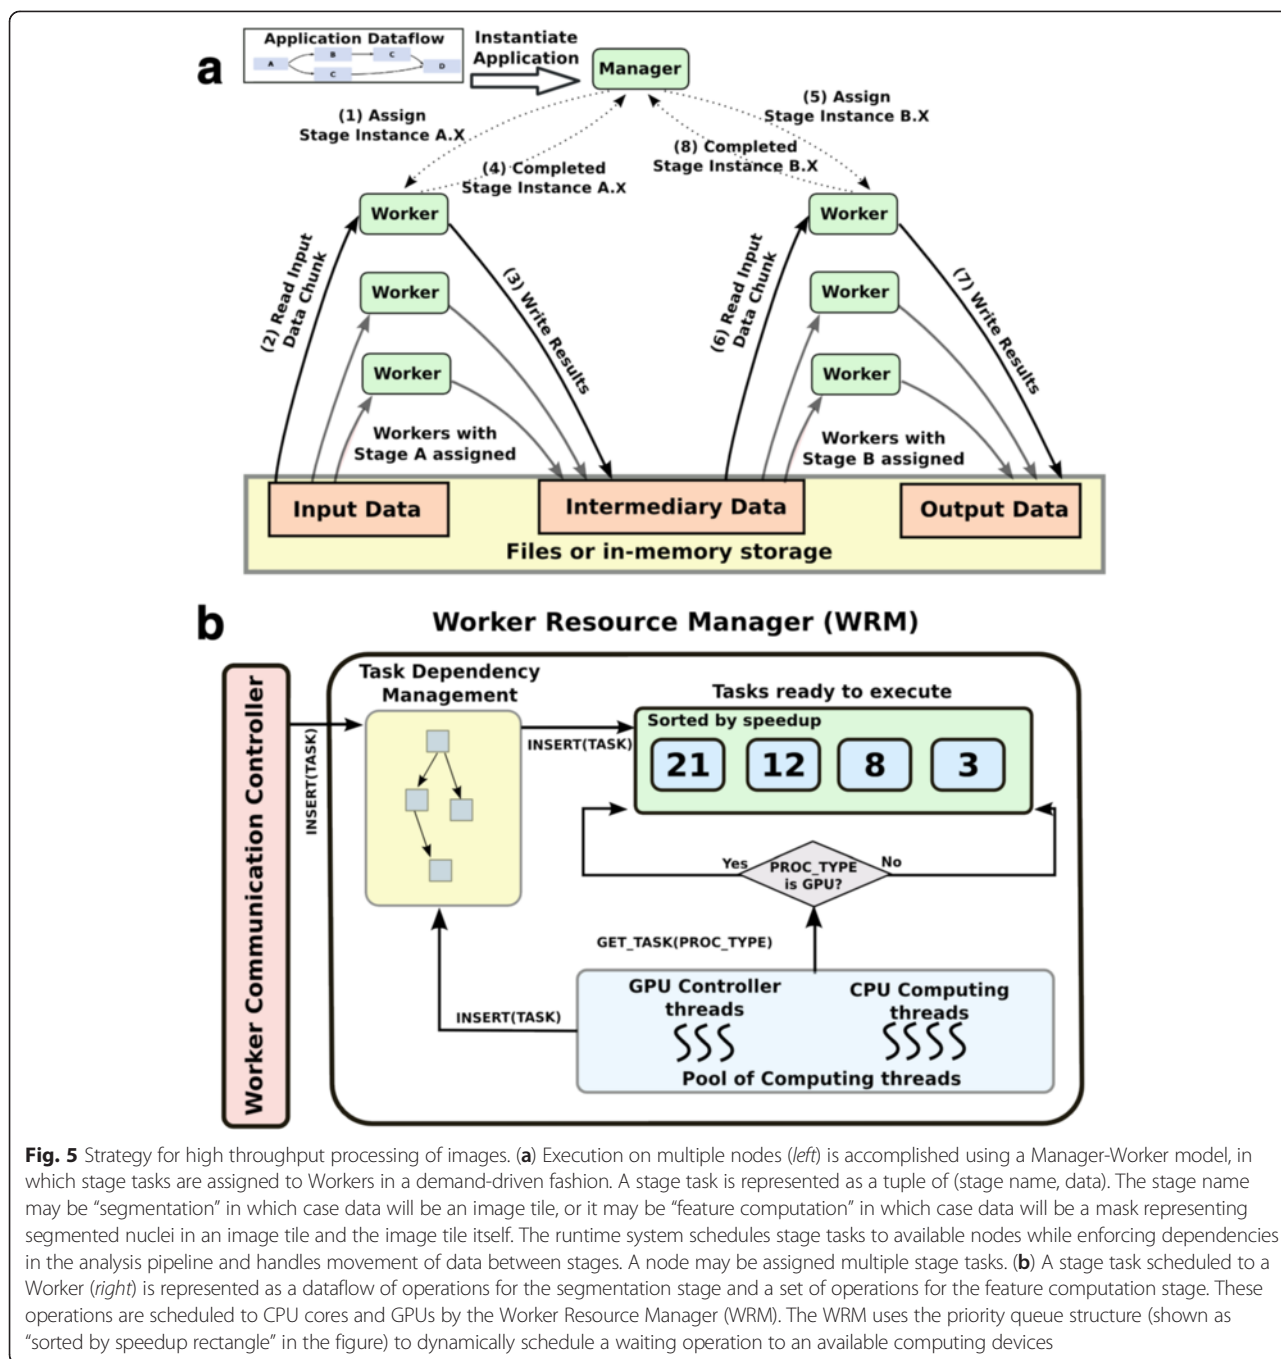 a
Application Dataflow
A
B
C
C
D
Instantiate
Application
Manager
(1) Assign
Stage Instance A.X
(4) Completed
Stage Instance A.X
(5) Assign
Stage Instance B.X
(8) Completed
Stage Instance B.X
Worker
Worker
Worker
(2) Read Input
Data Chunk
(3) Write Results
Workers with
Stage A assigned
Worker
Worker
Worker
(6) Read Input
Data Chunk
(7) Write Results
Workers with
Stage B assigned
Input Data
Intermediary Data
Output Data
Files or in-memory storage
b
Worker Resource Manager (WRM)
Worker Communication Controller
INSERT(TASK)
Task Dependency
Management
INSERT(TASK)
Tasks ready to execute
Sorted by speedup
21 12 8 3
Yes
PROC_TYPE
is GPU?
No
GET_TASK(PROC_TYPE)
INSERT(TASK)
GPU Controller
threads
CPU Computing
threads
Pool of Computing threads
Fig. 5 Strategy for high throughput processing of images. (a) Execution on multiple nodes (left) is accomplished using a Manager-Worker model, in
which stage tasks are assigned to Workers in a demand-driven fashion. A stage task is represented as a tuple of (stage name, data). The stage name
may be “segmentation” in which case data will be an image tile, or it may be “feature computation” in which case data will be a mask representing
segmented nuclei in an image tile and the image tile itself. The runtime system schedules stage tasks to available nodes while enforcing dependencies
in the analysis pipeline and handles movement of data between stages. A node may be assigned multiple stage tasks. (b) A stage task scheduled to a
Worker (right) is represented as a dataflow of operations for the segmentation stage and a set of operations for the feature computation stage. These
operations are scheduled to CPU cores and GPUs by the Worker Resource Manager (WRM). The WRM uses the priority queue structure (shown as
“sorted by speedup rectangle” in the figure) to dynamically schedule a waiting operation to an available computing devices